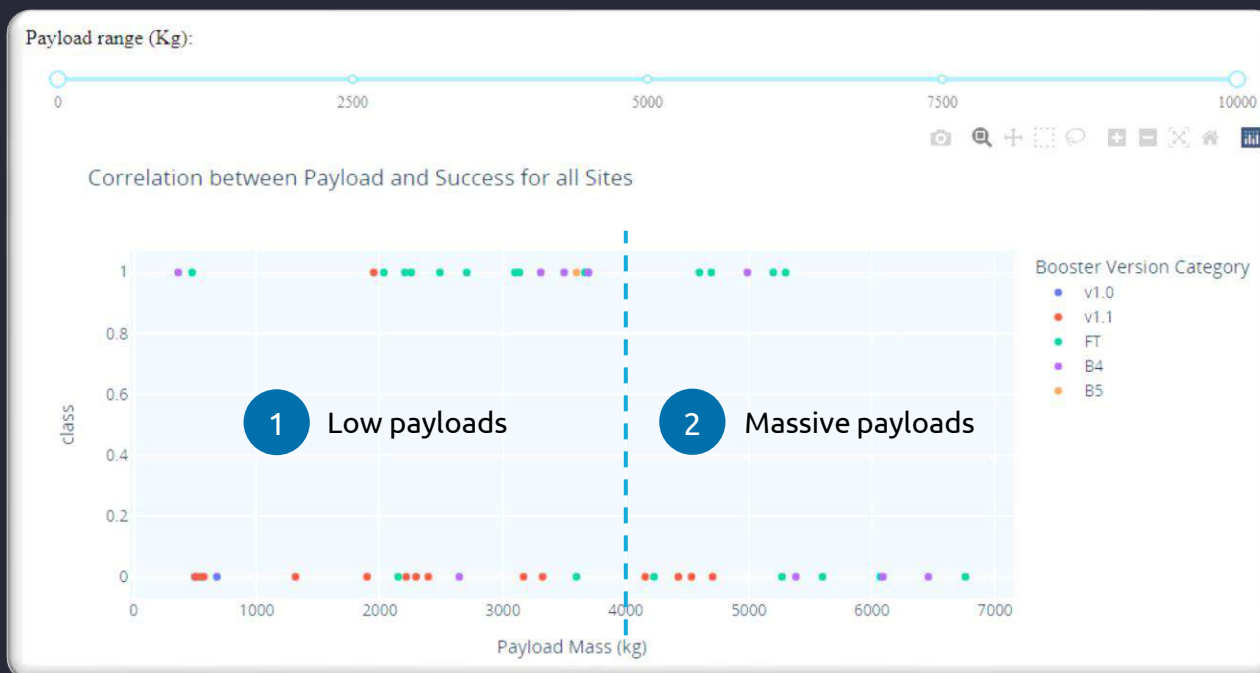 Payload range (Kg):
0 2500 5000 7500 10000
Correlation between Payload and Success for all Sites
1
0.8
0.6
0.4
0.2
0
class
1 Low payloads
2 Massive payloads
0 1000 2000 3000 4000 5000 6000 7000
Payload Mass (kg)
Booster Version Category
v1.0
v1.1
FT
B4
B5